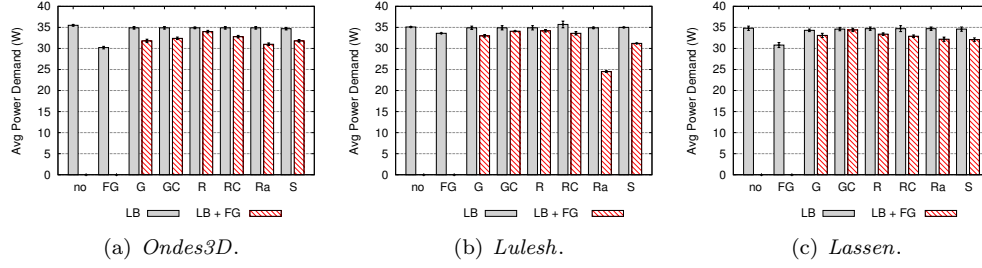 Avg Power Demand (W)
40
35
30
25
20
15
10
5
0
no FG G GC R RC Ra S
LB LB + FG
(a) Ondes3D.
Avg Power Demand (W)
40
35
30
25
20
15
10
5
0
no FG G GC R RC Ra S
LB LB + FG
(b) Lulesh.
Avg Power Demand (W)
40
35
30
25
20
15
10
5
0
no FG G GC R RC Ra S
LB LB + FG
(c) Lassen.